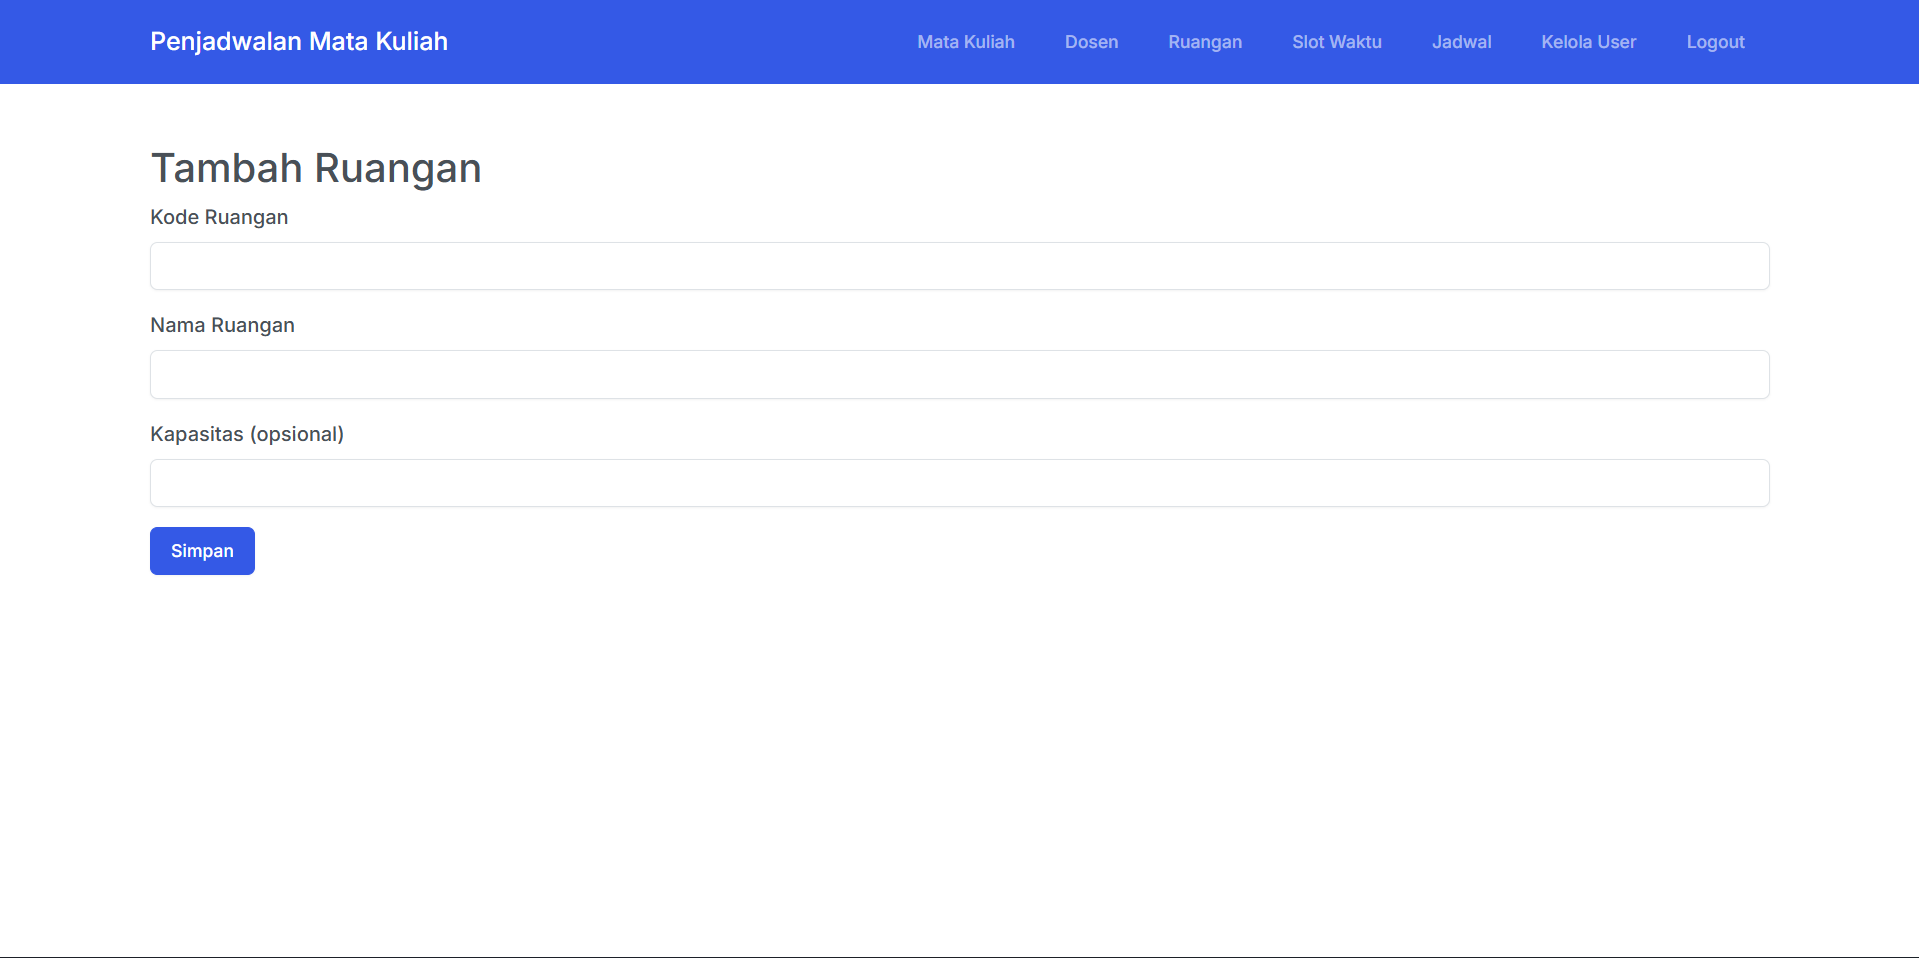 Penjadwalan Mata Kuliah
Mata Kuliah Dosen Ruangan Slot Waktu Jadwal Kelola User Logout
Tambah Ruangan
Kode Ruangan
Nama Ruangan
Kapasitas (opsional)
Simpan